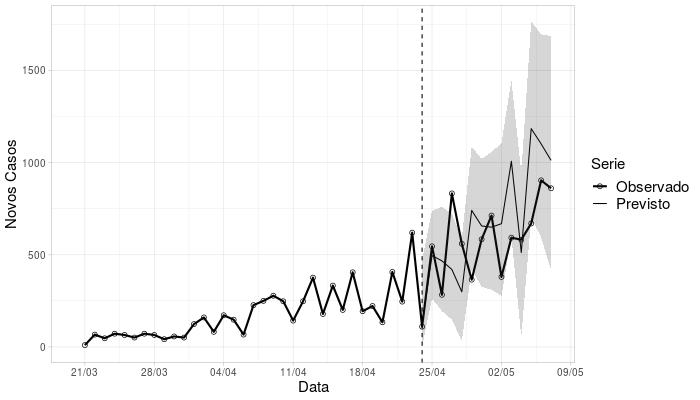 1500
1000
500
0
Novos Casos
21/03 28/03 04/04 11/04 18/04 25/04 02/05 09/05
Data
Serie
Observado
Previsto